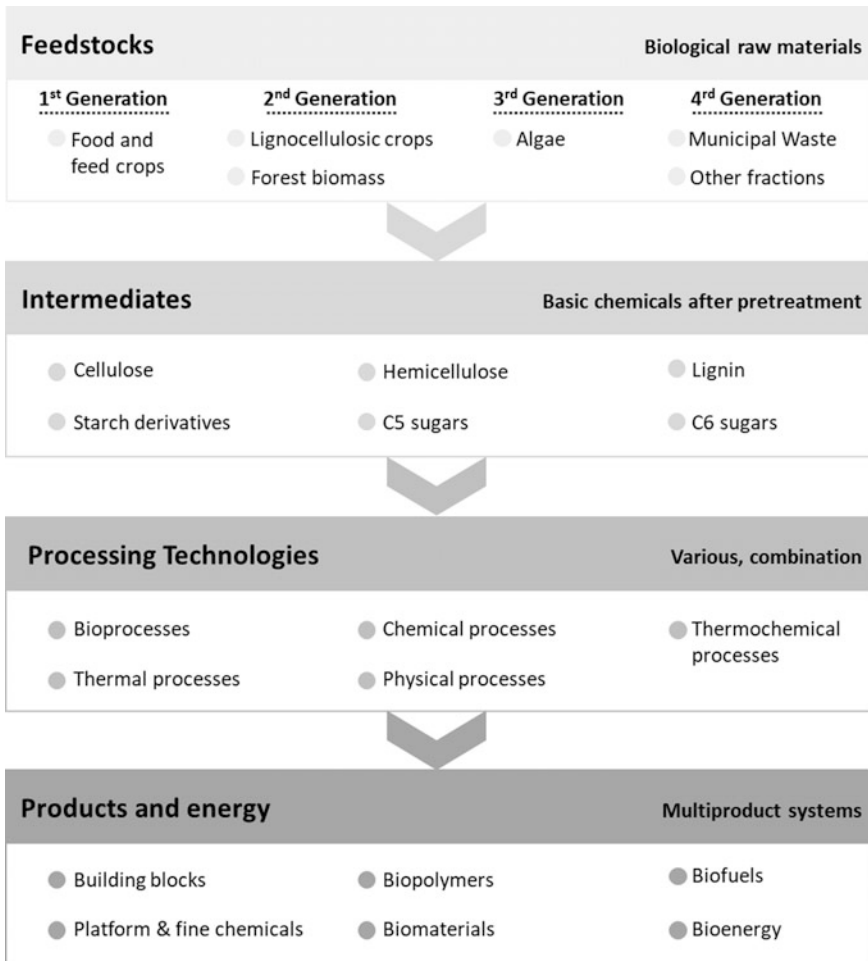 Feedstocks Biological raw materials
1st Generation 2nd Generation 3rd Generation 4rd Generation
Food and feed crops
Lignocellulosic crops
Forest biomass
Algae
Municipal Waste
Other fractions
Intermediates Basic chemicals after pretreatment
Cellulose Hemicellulose Lignin
Starch derivatives C5 sugars C6 sugars
Processing Technologies Various, combination
Bioprocesses Chemical processes Thermochemical
processes
Thermal processes Physical processes
Products and energy Multiproduct systems
Building blocks Biopolymers Biofuels
Platform & fine chemicals Biomaterials Bioenergy